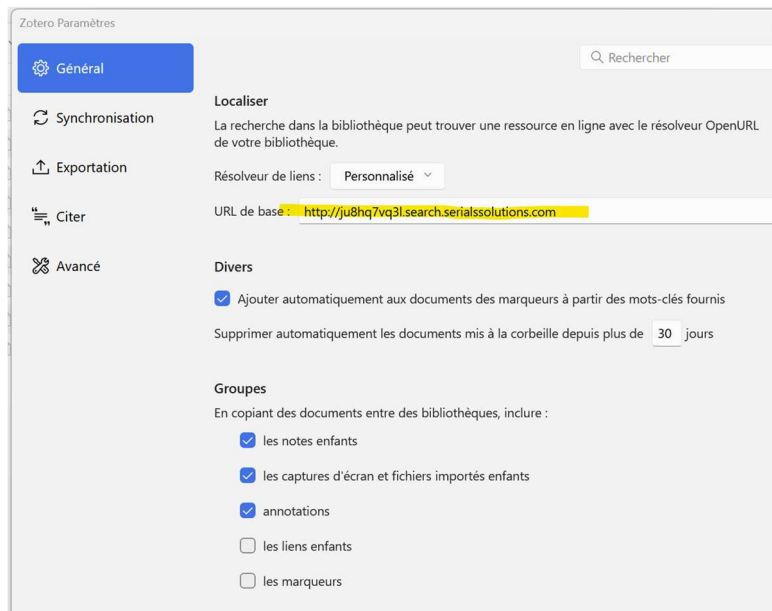 Zotero Paramètres
Général
Synchronisation
Exportation
Citer
Avancé
Rechercher
Localiser
La recherche dans la bibliothèque peut trouver une ressource en ligne avec le résolveur OpenURL
de votre bibliothèque.
Résolveur de liens : Personnalisé
URL de base : http://ju8hq7vq3l.search.serialssolutions.com
Divers
Ajouter automatiquement aux documents des marqueurs à partir des mots-clés fournis
Supprimer automatiquement les documents mis à la corbeille depuis plus de 30 jours
Groupes
En copiant des documents entre des bibliothèques, inclure :
les notes enfants
les captures d'écran et fichiers importés enfants
annotations
les liens enfants
les marqueurs